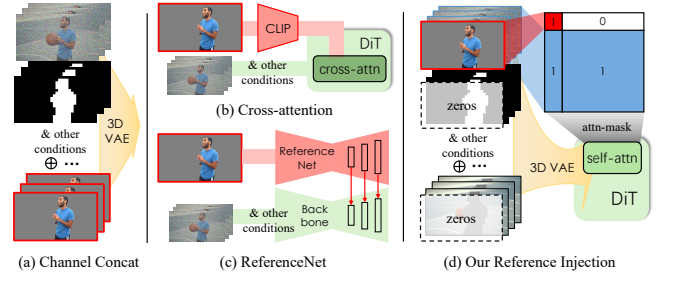 & other
conditions
⊕ ...
3D
VAE
(a) Channel Concat
CLIP
DiT
cross-attn
& other
conditions
(b) Cross-attention
Reference
Net
& other
conditions
Back
bone
(c) ReferenceNet
1
0
1
1
zeros
& other
conditions
⊕ ...
zeros
3D VAE
attn-mask
self-attn
DiT
(d) Our Reference Injection